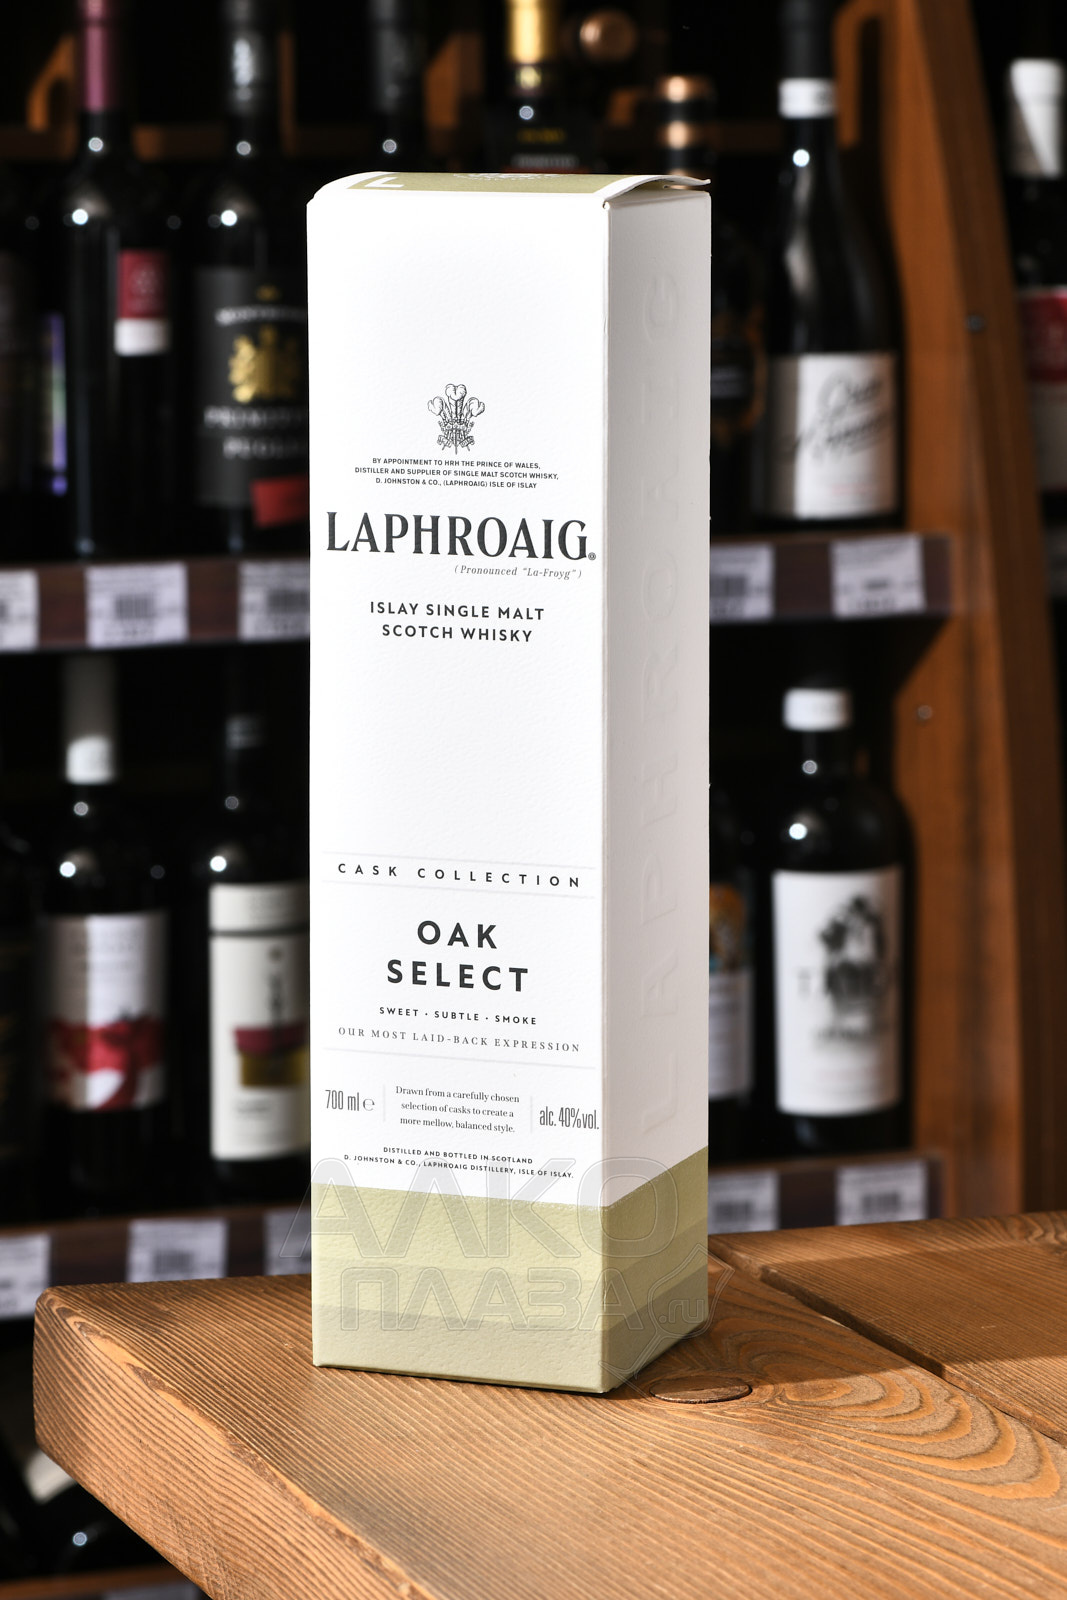 BY APPOINTMENT TO HRH THE PRINCE OF WALES,
DISTILLER AND SUPPLIER OF SINGLE MALT SCOTCH WHISKY,
D. JOHNSTON & CO., (LAPHROAIG) ISLE OF ISLAY
LAPHROAIG®
(Pronounced “La-Froyg”)
ISLAY SINGLE MALT
SCOTCH WHISKY
CASK COLLECTION
OAK
SELECT
SWEET · SUBTLE · SMOKE
OUR MOST LAID-BACK EXPRESSION
700 ml ℮
Drawn from a carefully chosen
selection of casks to create a
more mellow, balanced style.
alc. 40%vol.
DISTILLED AND BOTTLED IN SCOTLAND
D. JOHNSTON & CO., LAPHROAIG DISTILLERY, ISLE OF ISLAY.
LAPHROAIG
АЛКО
ПЛАЗА.ru